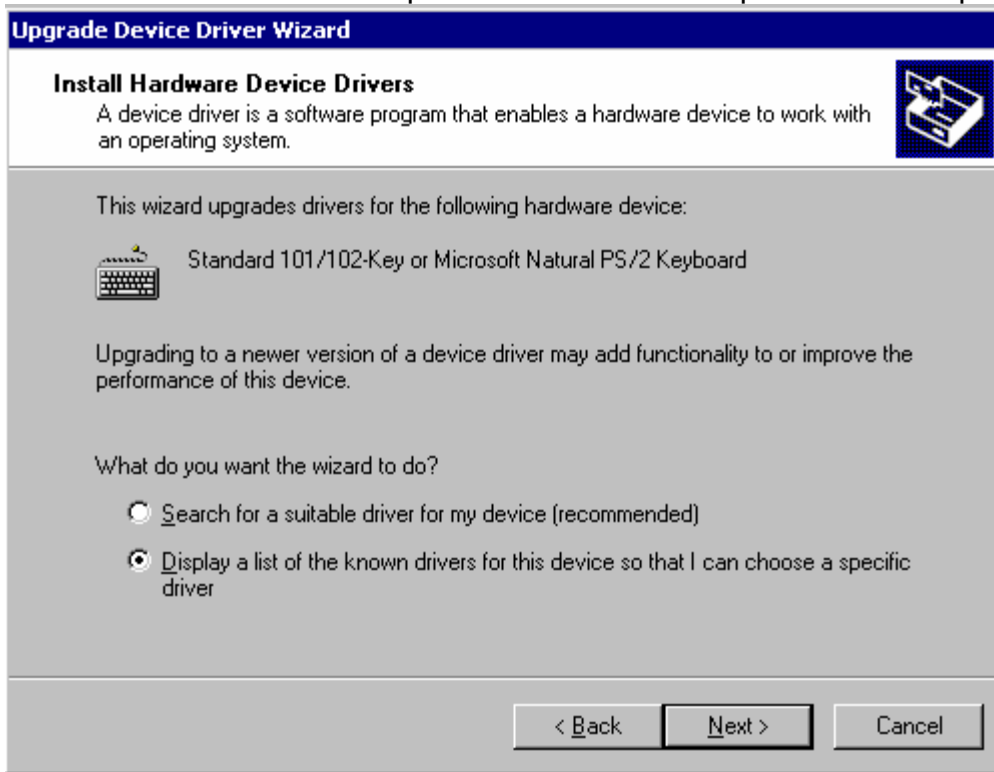 Upgrade Device Driver Wizard
Install Hardware Device Drivers
A device driver is a software program that enables a hardware device to work with
an operating system.
This wizard upgrades drivers for the following hardware device:
Standard 101/102-Key or Microsoft Natural PS/2 Keyboard
Upgrading to a newer version of a device driver may add functionality to or improve the
performance of this device.
What do you want the wizard to do?
Search for a suitable driver for my device (recommended)
Display a list of the known drivers for this device so that I can choose a specific
driver
< Back Next > Cancel